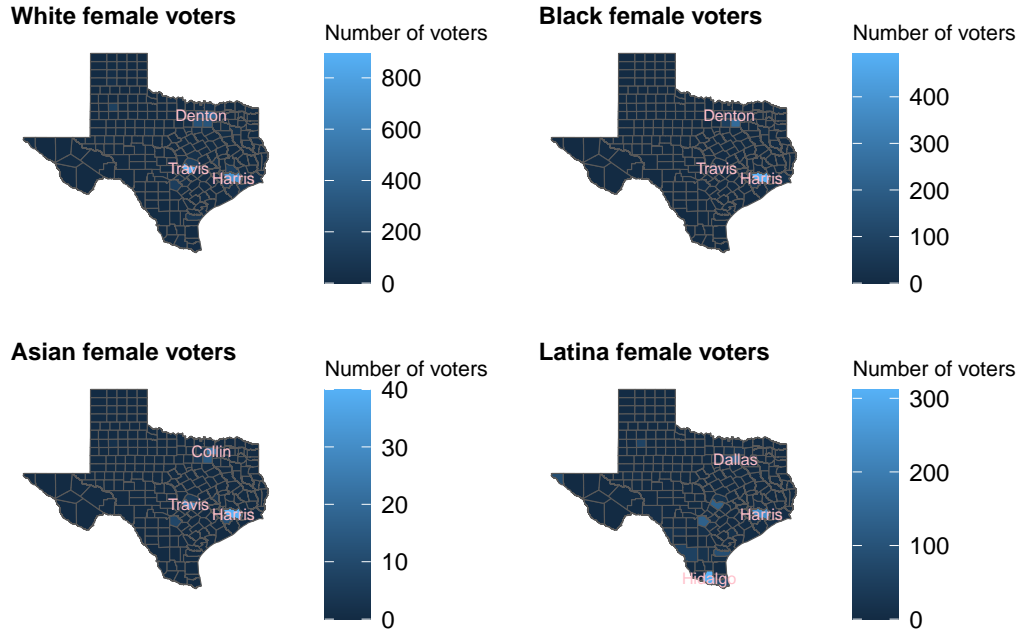 White female voters
Number of voters
800
600
400
200
0
Denton
Travis
Harris
Black female voters
Number of voters
400
300
200
100
0
Denton
Travis
Harris
Asian female voters
Number of voters
40
30
20
10
0
Collin
Travis
Harris
Latina female voters
Number of voters
300
200
100
0
Dallas
Harris
Hidalgo